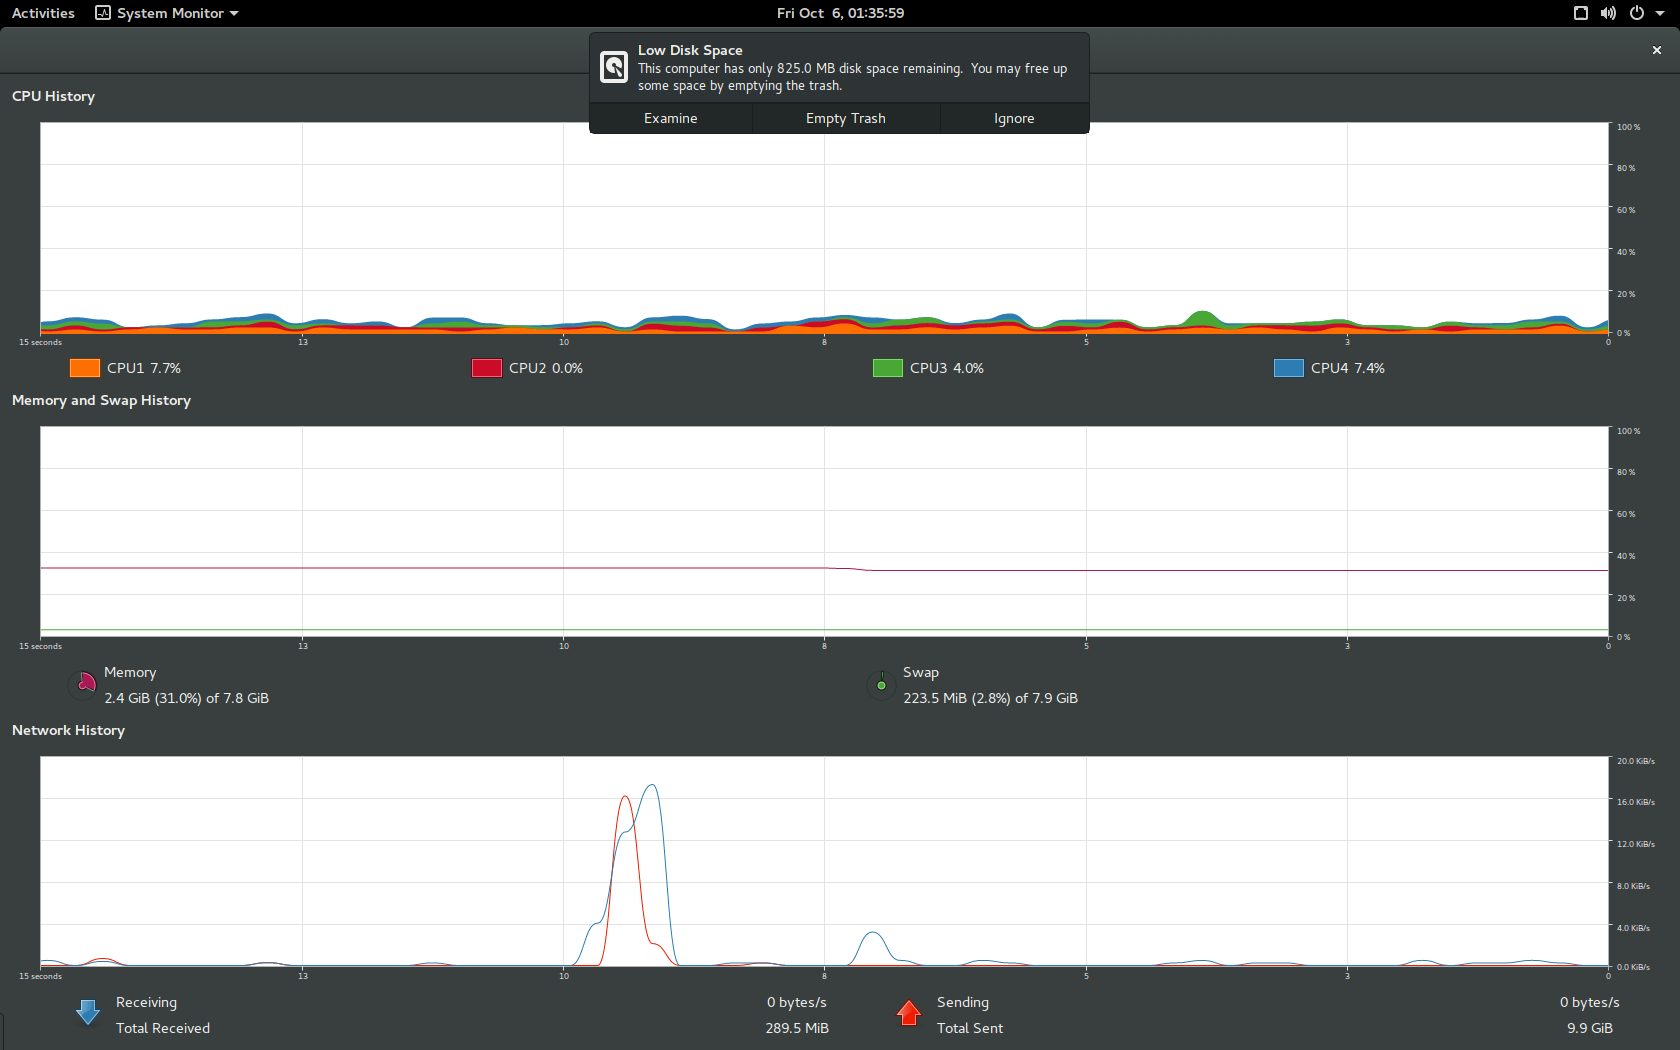 Activities System Monitor Fri Oct 6, 01:35:59
Low Disk Space
This computer has only 825.0 MB disk space remaining. You may free up
some space by emptying the trash.
Examine Empty Trash Ignore
CPU History
100 %
80 %
60 %
40 %
20 %
0 %
15 seconds 13 10 8 5 3 0
CPU1 7.7% CPU2 0.0% CPU3 4.0% CPU4 7.4%
Memory and Swap History
100 %
80 %
60 %
40 %
20 %
0 %
15 seconds 13 10 8 5 3 0
Memory Swap
2.4 GiB (31.0%) of 7.8 GiB 223.5 MiB (2.8%) of 7.9 GiB
Network History
20.0 KiB/s
16.0 KiB/s
12.0 KiB/s
8.0 KiB/s
4.0 KiB/s
0.0 KiB/s
15 seconds 13 10 8 5 3 0
Receiving 0 bytes/s Sending 0 bytes/s
Total Received 289.5 MiB Total Sent 9.9 GiB